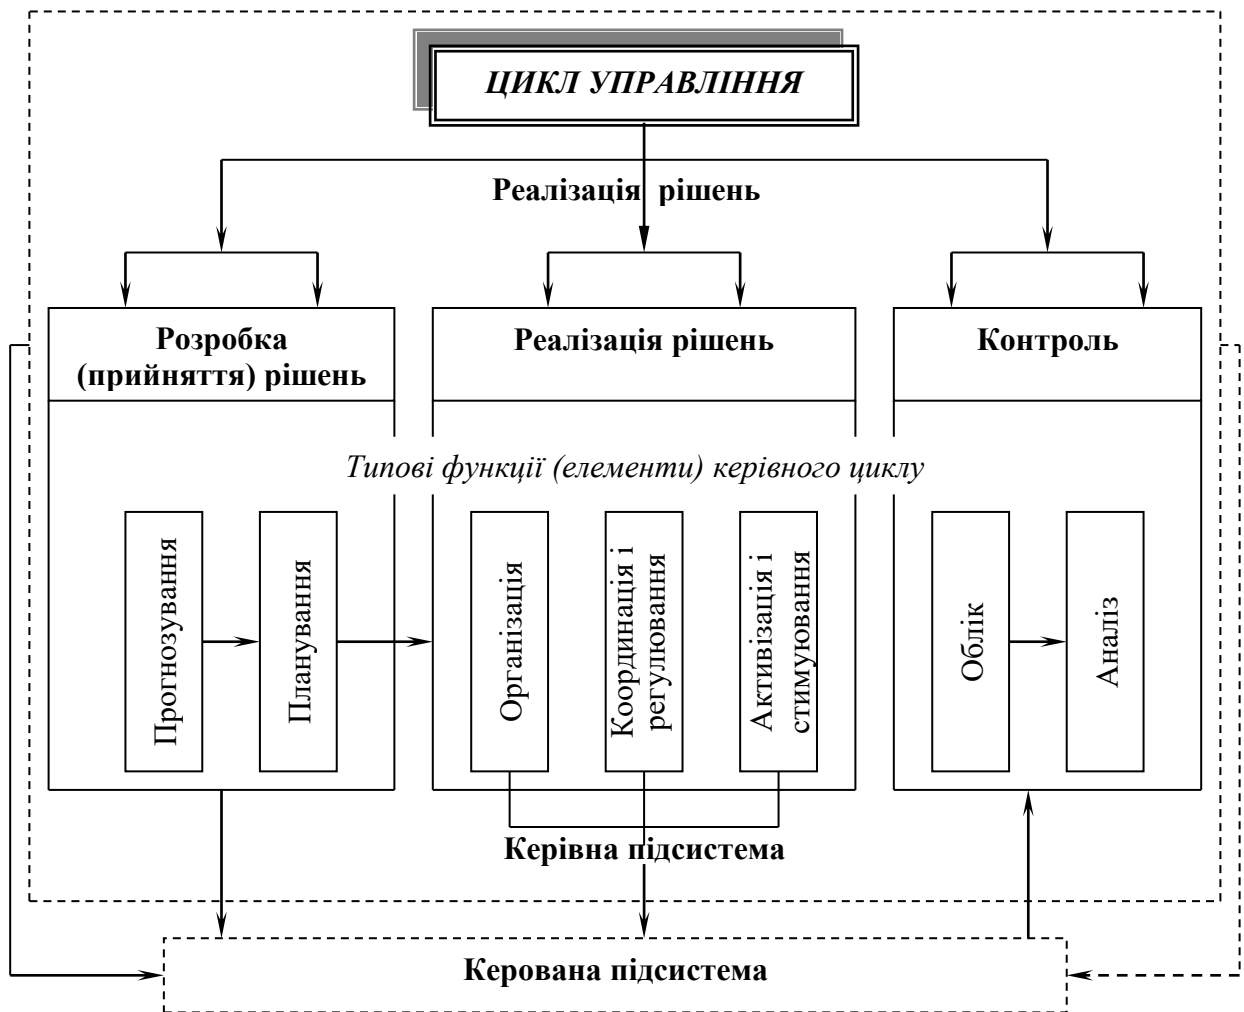 ЦИКЛ УПРАВЛІННЯ
Реалізація рішень
Розробка
(прийняття) рішень
Реалізація рішень
Контроль
Типові функції (елементи) керівного циклу
Прогнозування
Планування
Організація
Координація і
регулювання
Активізація і
стимуювання
Облік
Аналіз
Керівна підсистема
Керована підсистема